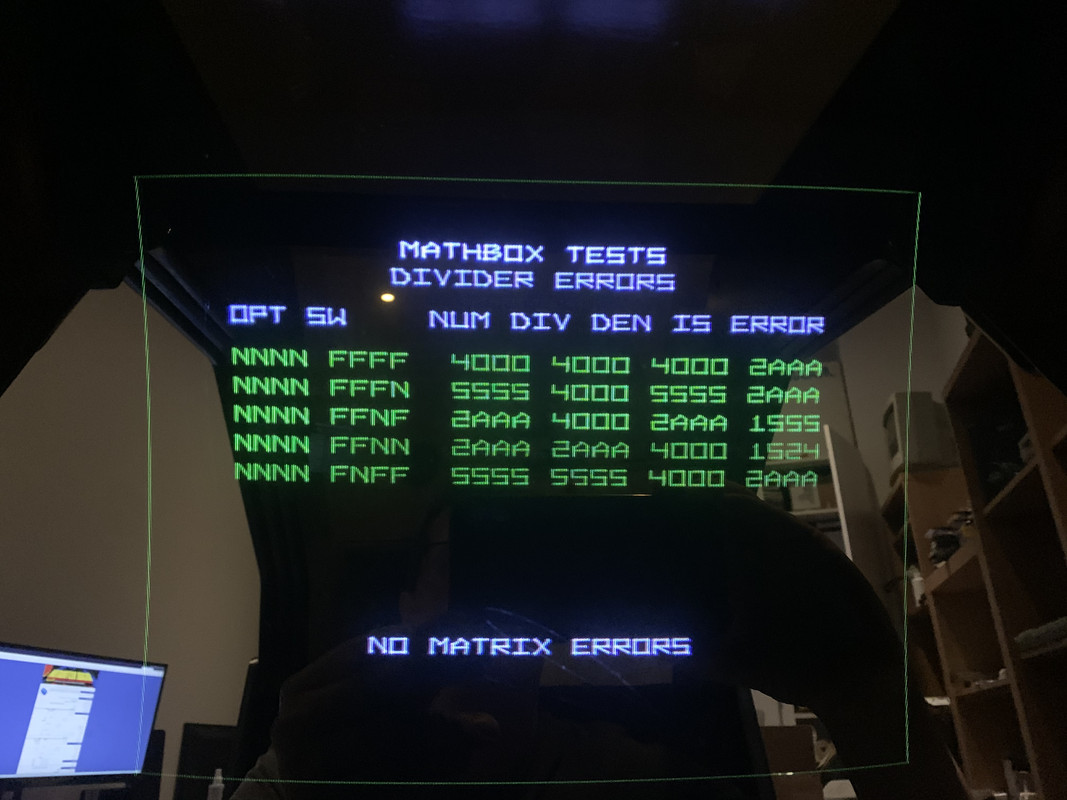 MATHBOX TESTS
DIVIDER ERRORS
OPT SW NUM DIV DEN IS ERROR
NNNN FFFF 4000 4000 4000 2AAA
NNNN FFFN 5555 4000 5555 2AAA
NNNN FFNF 2AAA 4000 2AAA 1555
NNNN FFNN 2AAA 2AAA 4000 1524
NNNN FNFF 5555 5555 4000 2AAA
NO MATRIX ERRORS